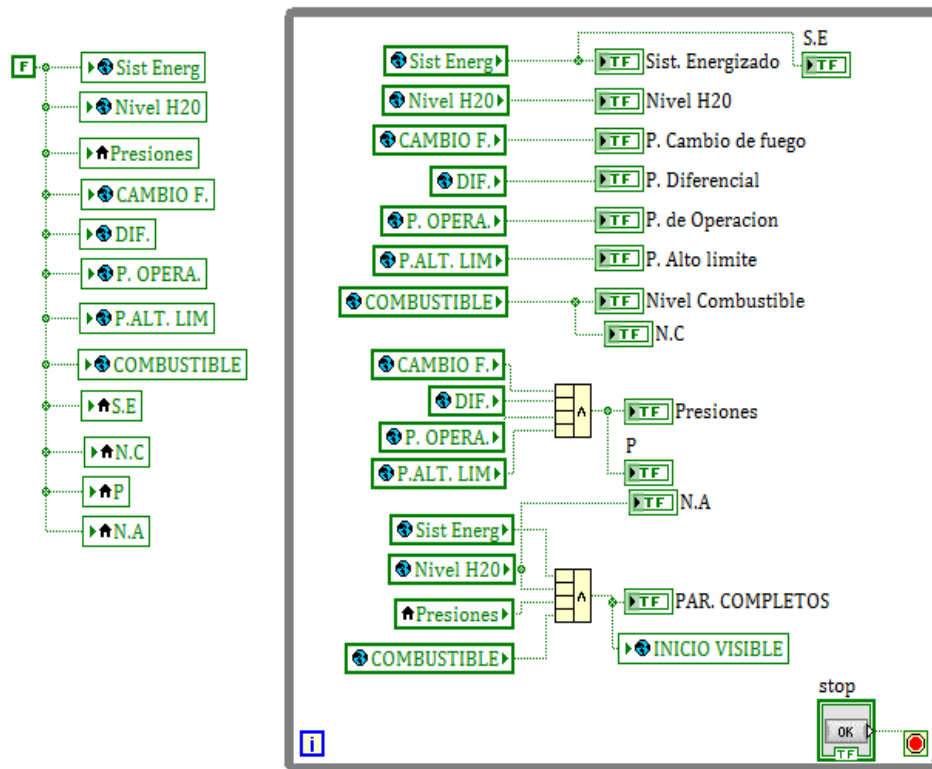 F
Sist Energ
Nivel H20
Presiones
CAMBIO F.
DIF.
P. OPERA.
P.ALT. LIM
COMBUSTIBLE
S.E
N.C
P
N.A
S.E
Sist Energ TF Sist. Energizado TF
Nivel H20 TF Nivel H20
CAMBIO F. TF P. Cambio de fuego
DIF. TF P. Diferencial
P. OPERA. TF P. de Operacion
P.ALT. LIM TF P. Alto limite
COMBUSTIBLE TF Nivel Combustible
TF N.C
CAMBIO F.
DIF. TF Presiones
P. OPERA.
P
P.ALT. LIM TF
TF N.A
Sist Energ
Nivel H20
Presiones TF PAR. COMPLETOS
COMBUSTIBLE INICIO VISIBLE
stop
OK
TF
i